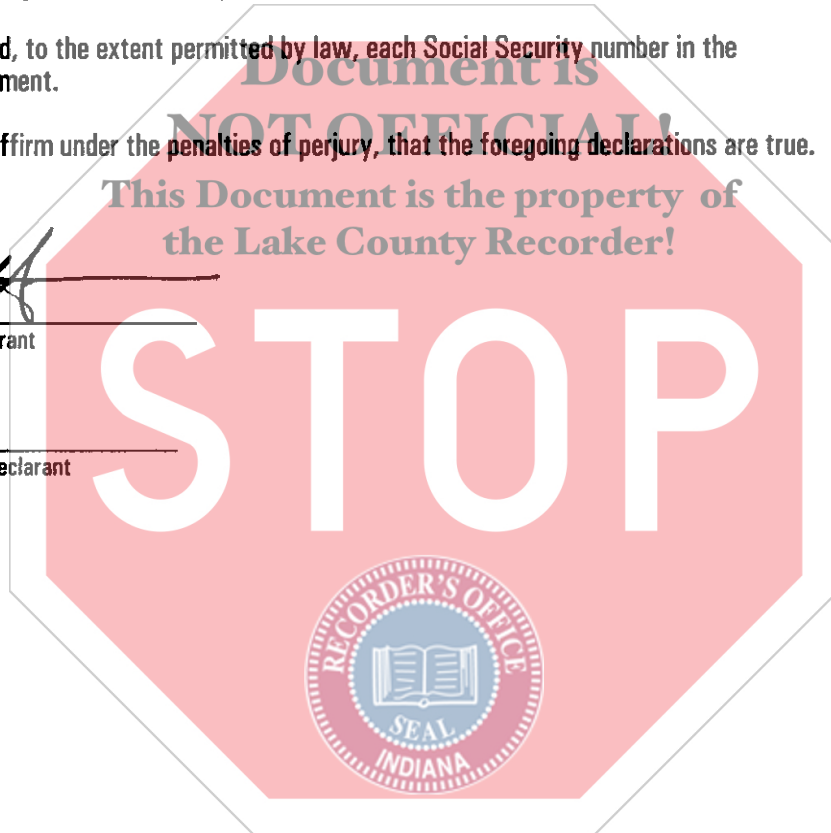 d, to the extent permitted by law, each Social Security number in the
ment.
Document is
NOT OFFICIAL!
ffirm under the penalties of perjury, that the foregoing declarations are true.
This Document is the property of
the Lake County Recorder!
rant
STOP
eclarant
RECORDER'S OFFICE
SEAL
INDIANA